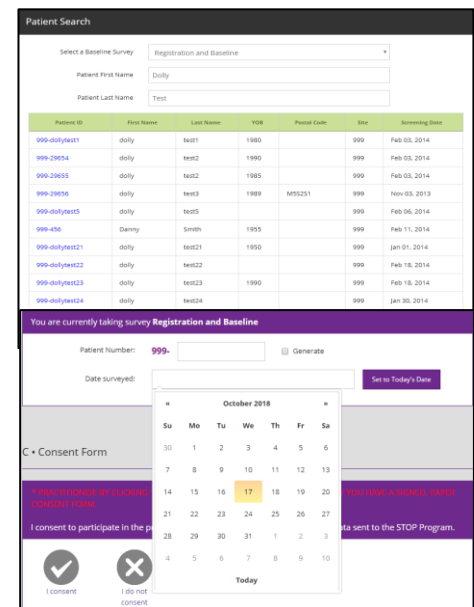 Patient Search
Select a Baseline Survey Registration and Baseline
Patient First Name Dolly
Patient Last Name Test
Patient ID First Name Last Name YOB Postal Code Site Screening Date
999-dollytest1 dolly test1 1980 999 Feb 03, 2014
999-29654 dolly test2 1990 999 Feb 03, 2014
999-29655 dolly test2 1985 999 Feb 03, 2014
999-29656 dolly test3 1989 M5S2S1 999 Nov 03, 2013
999-dollytest5 dolly test5 999 Feb 06, 2014
999-456 Danny Smith 1955 999 Feb 11, 2014
999-dollytest21 dolly test21 1950 999 Jan 01, 2014
999-dollytest22 dolly test22 999 Feb 18, 2014
999-dollytest23 dolly test23 1990 999 Feb 18, 2014
999-dollytest24 dolly test24 999 Jan 30, 2014
You are currently taking survey Registration and Baseline
Patient Number: 999- Generate
Date surveyed: Set to Today's Date
« October 2018 »
Su Mo Tu We Th Fr Sa
30 1 2 3 4 5 6
7 8 9 10 11 12 13
14 15 16 17 18 19 20
21 22 23 24 25 26 27
28 29 30 31 1 2 3
4 5 6 7 8 9 10
Today
C • Consent Form
* PRACTITIONER BY CLICKING YOU HAVE A SIGNED, PAPER
CONSENT FORM.
I consent to participate in the ta sent to the STOP Program.
I consent I do not
consent